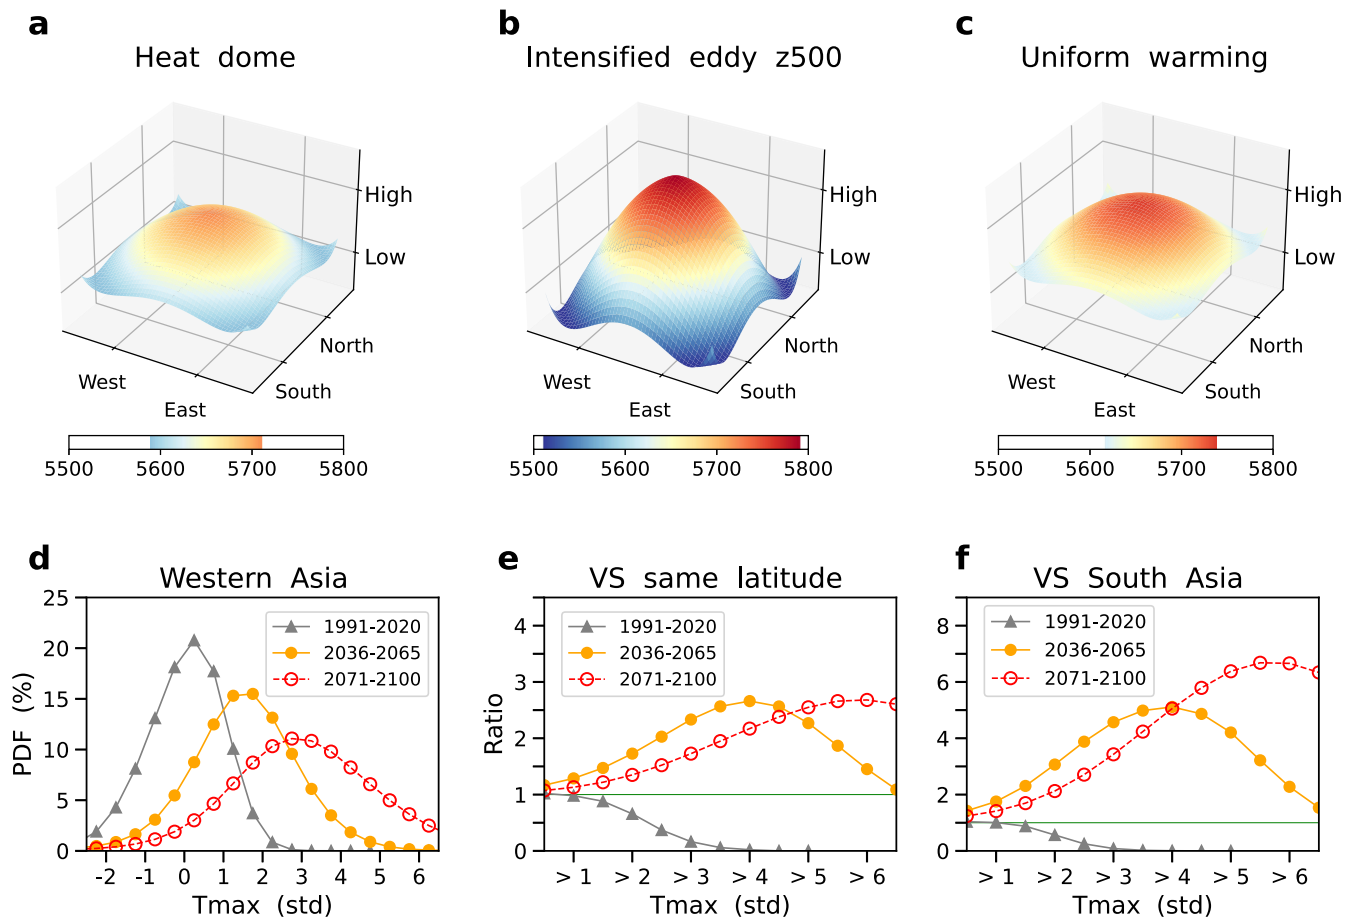 a
Heat dome
High
Low
North
West
South
East
5500 5600 5700 5800
b
Intensified eddy z500
High
Low
North
West
South
East
5500 5600 5700 5800
c
Uniform warming
High
Low
North
West
South
East
5500 5600 5700 5800
d
Western Asia
PDF (%)
25
20
15
10
5
0
1991-2020
2036-2065
2071-2100
-2 -1 0 1 2 3 4 5 6
Tmax (std)
e
VS same latitude
Ratio
4
3
2
1
0
1991-2020
2036-2065
2071-2100
> 1 > 2 > 3 > 4 > 5 > 6
Tmax (std)
f
VS South Asia
8
6
4
2
0
1991-2020
2036-2065
2071-2100
> 1 > 2 > 3 > 4 > 5 > 6
Tmax (std)